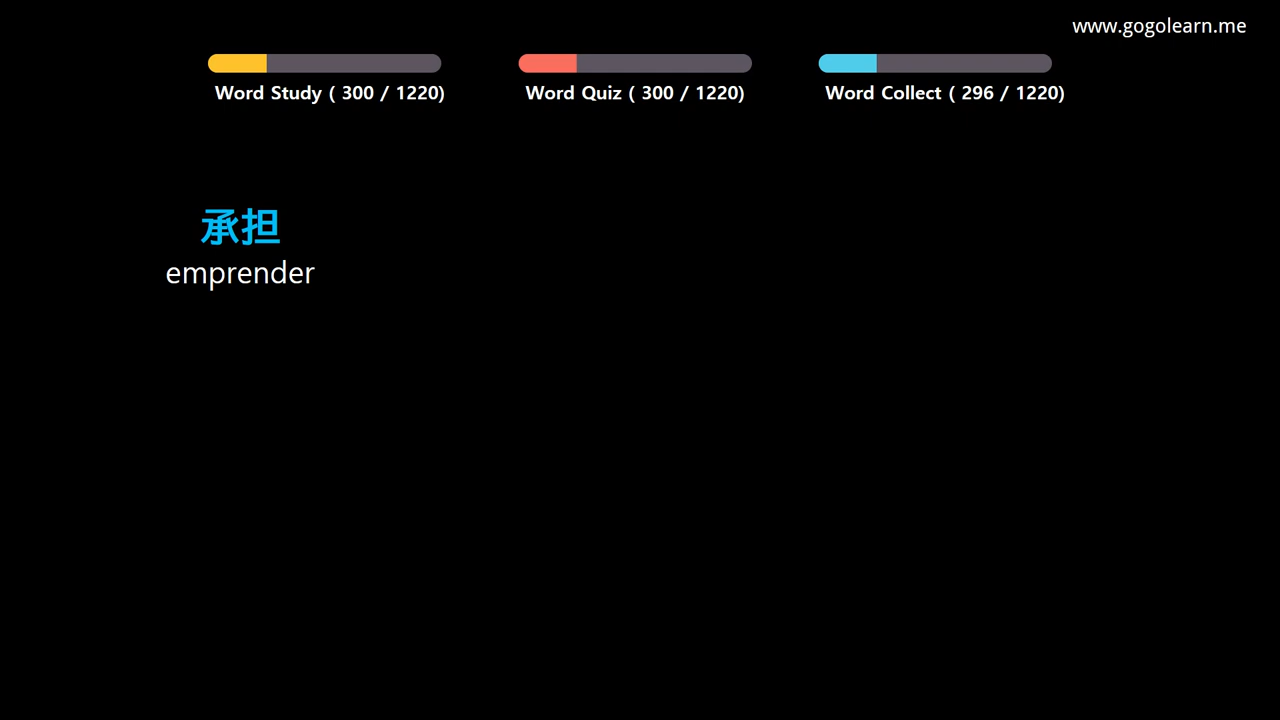 www.gogolearn.me
Word Study ( 300 / 1220)
Word Quiz ( 300 / 1220)
Word Collect ( 296 / 1220)
承担
emprender